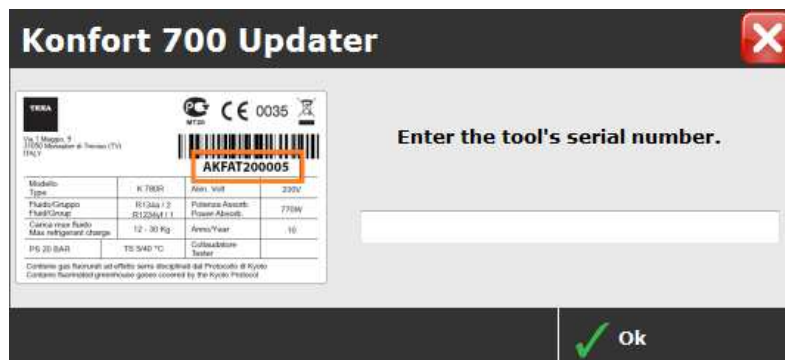 Konfort 700 Updater
TEXA
Via 1 Maggio, 9
31050 Monastier di Treviso (TV)
ITALY
MT20
CE 0035
AKFAT200005
Modello
Type
K 780R
Alim. Volt
230V
Fluido/Gruppo
Fluid/Group
R134a / 2
R1234yf / 1
Potenza Assorb.
Power Absorb.
770W
Carica max fluido
Max refrigerant charge
12 - 30 Kg
Anno/Year
10
PS 20 BAR
TS 5/40 °C
Collaudatore
Tester
Contiene gas fluorurati ad effetto serra disciplinati dal Protocollo di Kyoto
Contains fluorinated greenhouse gases covered by the Kyoto Protocol
Enter the tool's serial number.
Ok